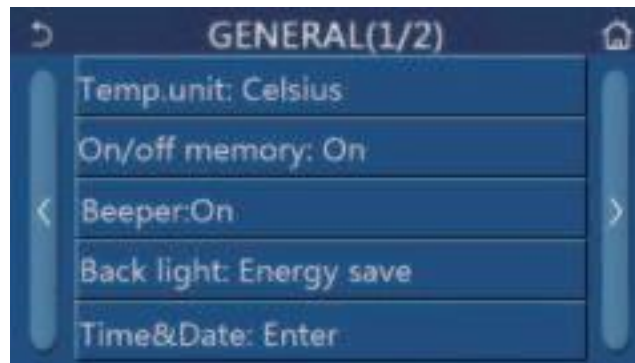 GENERAL(1/2)
Temp.unit: Celsius
On/off memory: On
Beeper:On
Back light: Energy save
Time&Date: Enter